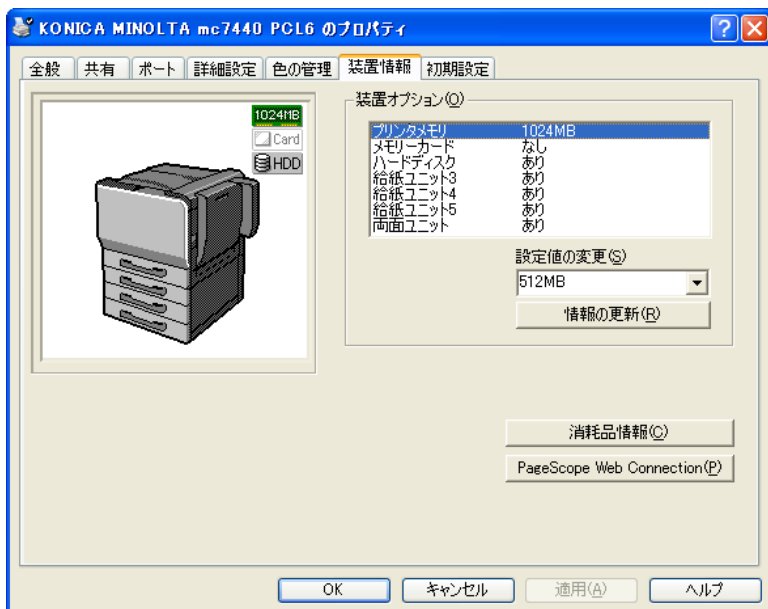 KONICA MINOLTA mc7440 PCL6 のプロパティ
全般 共有 ポート 詳細設定 色の管理 装置情報 初期設定
1024MB
Card
HDD
装置オプション(O)
プリンタメモリ 1024MB
メモリーカード なし
ハードディスク あり
給紙ユニット3 あり
給紙ユニット4 あり
給紙ユニット5 あり
両面ユニット あり
設定値の変更(S)
512MB
情報の更新(R)
消耗品情報(C)
PageScope Web Connection(P)
OK キャンセル 適用(A) ヘルプ